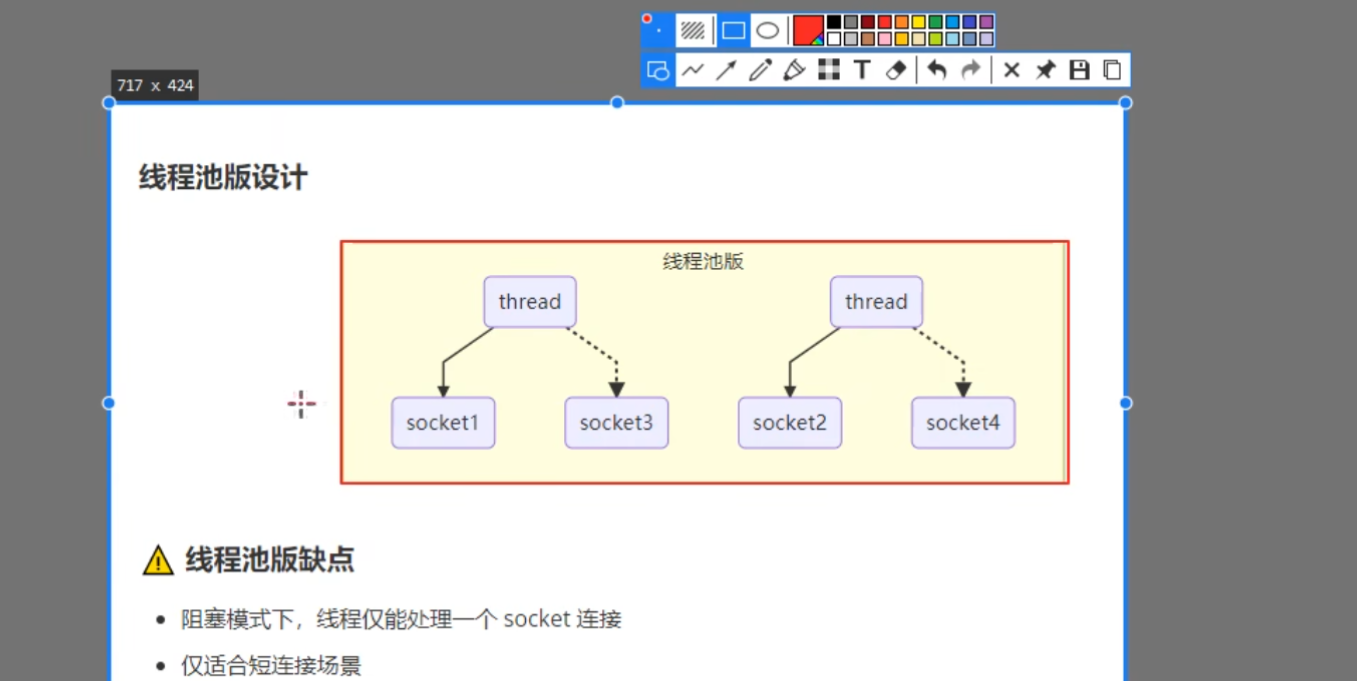 717 x 424
T
线程池版设计
线程池版
thread thread
socket1 socket3 socket2 socket4
线程池版缺点
阻塞模式下，线程仅能处理一个 socket 连接
仅适合短连接场景